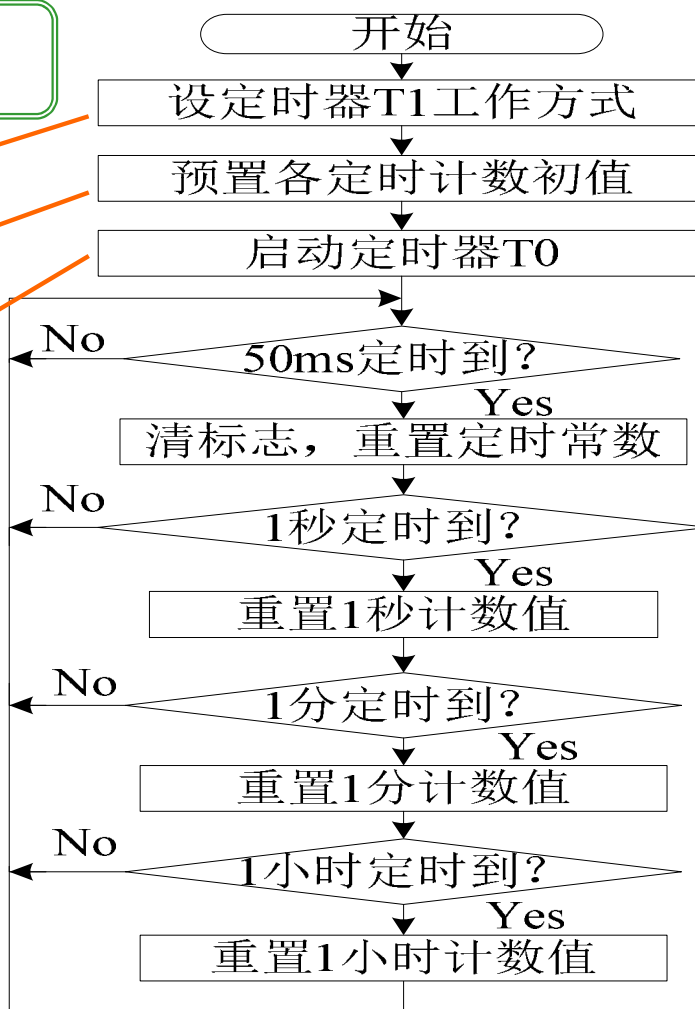 开始
设定时器T1工作方式
预置各定时计数初值
启动定时器T0
No
50ms定时到?
Yes
清标志，重置定时常数
No
1秒定时到?
Yes
重置1秒计数值
No
1分定时到?
Yes
重置1分计数值
No
1小时定时到?
Yes
重置1小时计数值